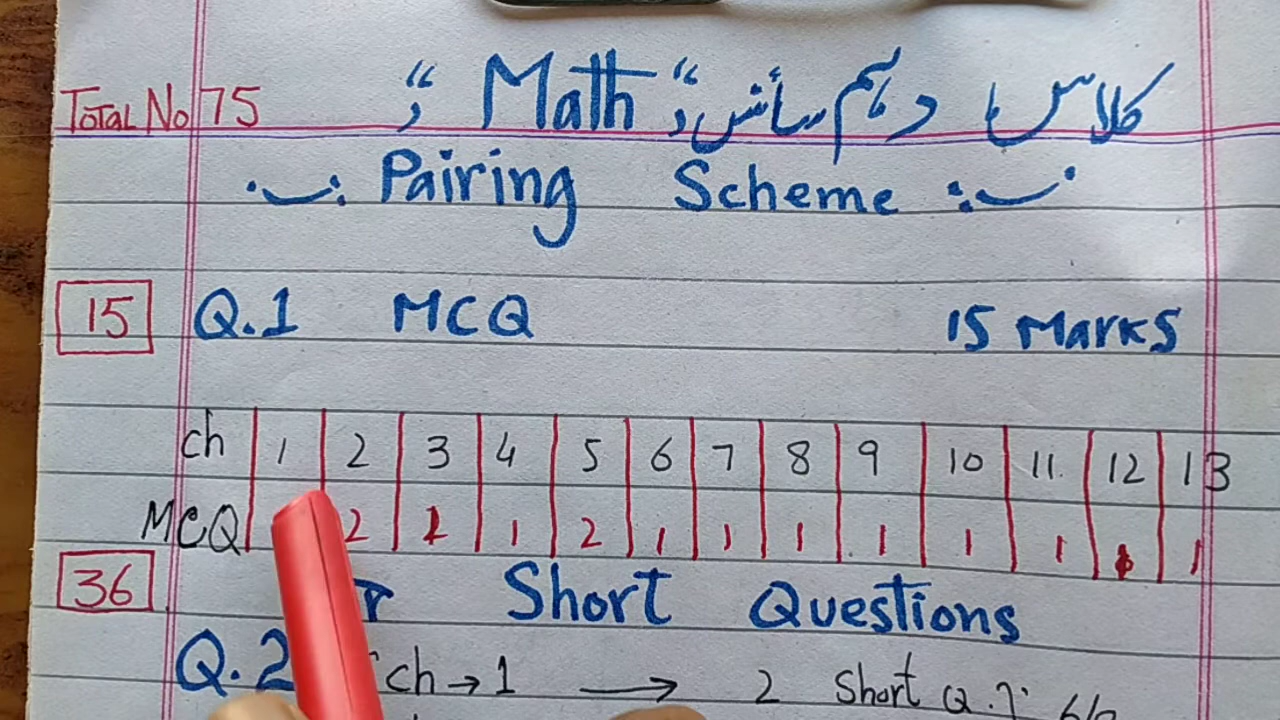 Total No 75 " Math " کلاس دہم سائنس
Pairing Scheme
15 Q.1 MCQ 15 Marks
ch 1 2 3 4 5 6 7 8 9 10 11. 12 13
MCQ 2 1 1 2 1 1 1 1 1 1 1
36 Short Questions
Q.2 ch → 1 → 2 Short Q.